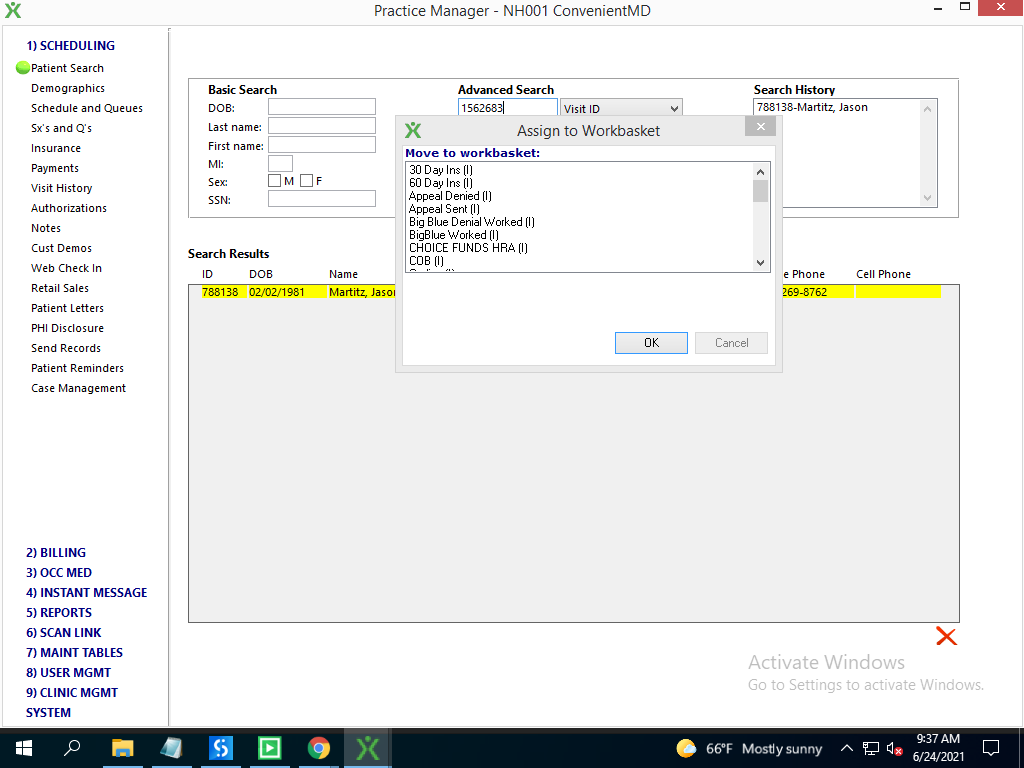 Practice Manager - NH001 ConvenientMD
1) SCHEDULING
Patient Search
Demographics
Schedule and Queues
Sx's and Q's
Insurance
Payments
Visit History
Authorizations
Notes
Cust Demos
Web Check In
Retail Sales
Patient Letters
PHI Disclosure
Send Records
Patient Reminders
Case Management
2) BILLING
3) OCC MED
4) INSTANT MESSAGE
5) REPORTS
6) SCAN LINK
7) MAINT TABLES
8) USER MGMT
9) CLINIC MGMT
SYSTEM
Basic Search
DOB:
Last name:
First name:
MI:
Sex: M F
SSN:
Advanced Search
1562683 Visit ID
Search History
788138-Martitz, Jason
Assign to Workbasket
Move to workbasket:
30 Day Ins (I)
60 Day Ins (I)
Appeal Denied (I)
Appeal Sent (I)
Big Blue Denial Worked (I)
BigBlue Worked (I)
CHOICE FUNDS HRA (I)
COB (I)
OK Cancel
Search Results
ID DOB Name e Phone Cell Phone
788138 02/02/1981 Martitz, Jason 269-8762
Activate Windows
Go to Settings to activate Windows.
66°F Mostly sunny
9:37 AM
6/24/2021